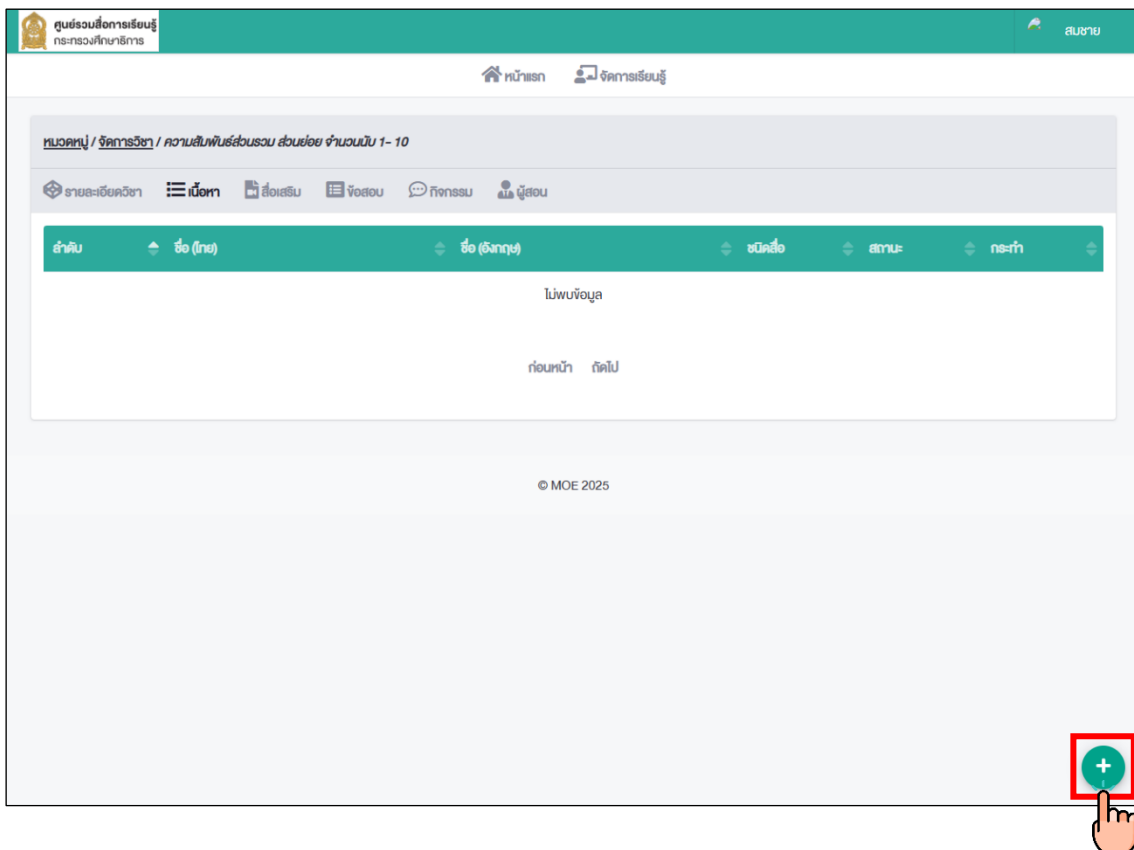 ศูนย์รวมสื่อการเรียนรู้
กระทรวงศึกษาธิการ
สมชาย
หน้าแรก จัดการเรียนรู้
หมวดหมู่ / จัดการวิชา / ความสัมพันธ์ส่วนรวม ส่วนย่อย จำนวนนับ 1- 10
รายละเอียดวิชา เนื้อหา สื่อเสริม ข้อสอบ กิจกรรม ผู้สอน
ลำดับ ชื่อ (ไทย) ชื่อ (อังกฤษ) ชนิดสื่อ สถานะ กระทำ
ไม่พบข้อมูล
ก่อนหน้า ถัดไป
© MOE 2025